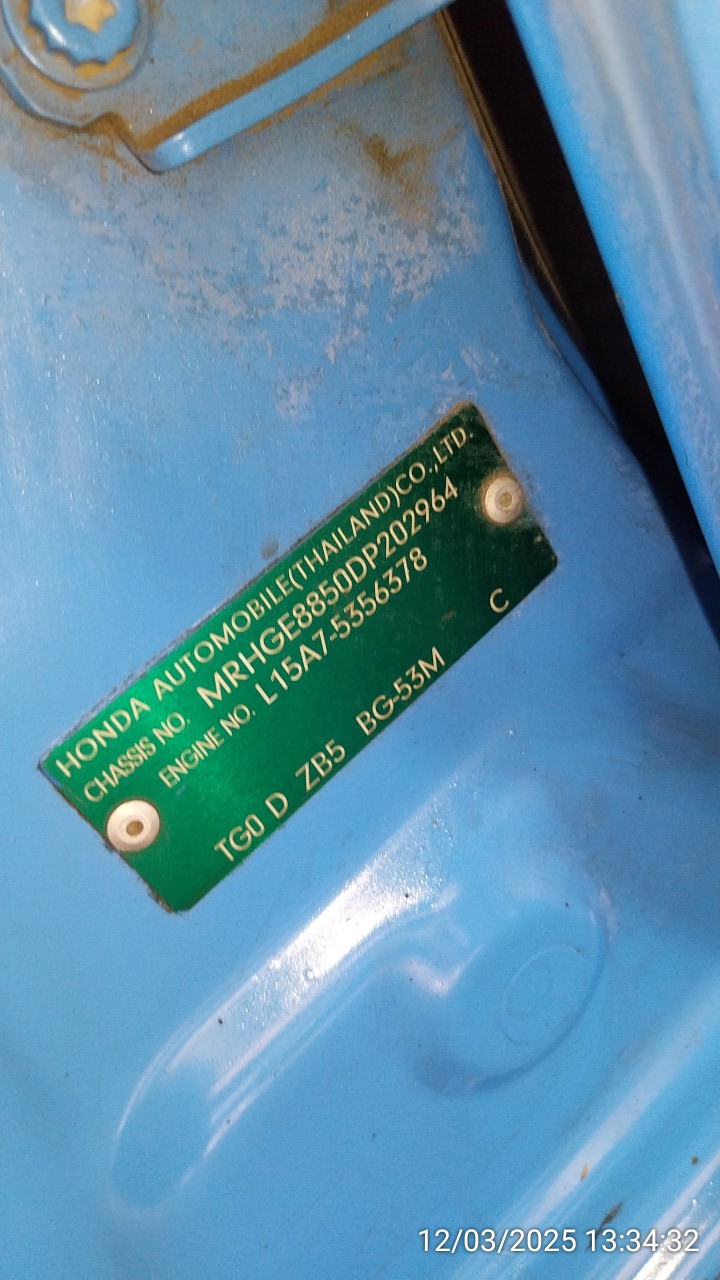 HONDA AUTOMOBILE(THAILAND)CO.,LTD.
CHASSIS NO. MRHGE8850DP202964
ENGINE NO. L15A7-5356378
C
TG0 D ZB5 BG-53M
12/03/2025 13:34:32